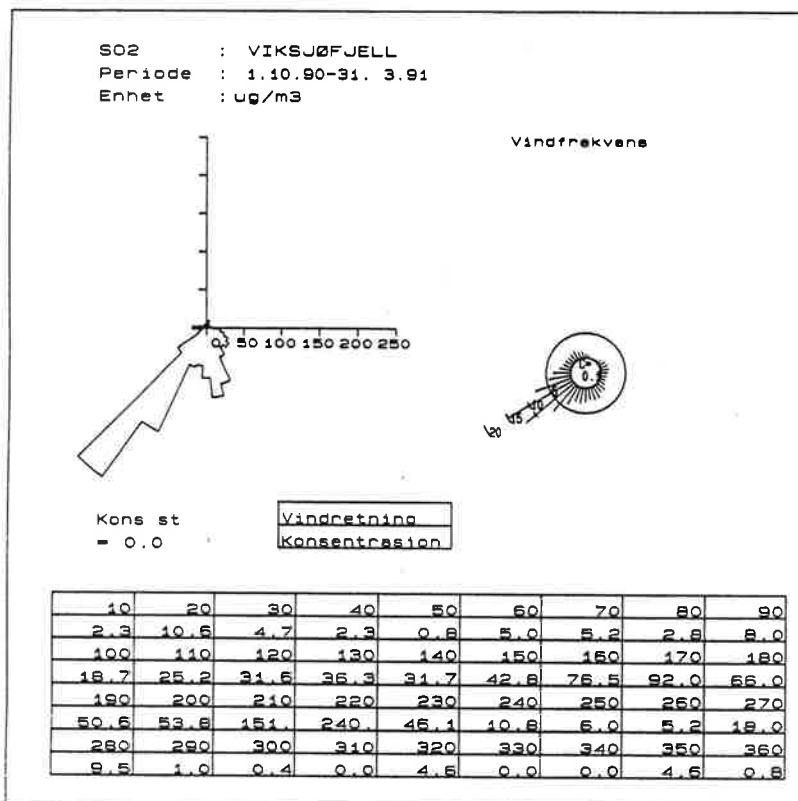 SO2 : VIKSJØFJELL
Periode : 1.10.90-31. 3.91
Enhet : ug/m3
Vindfrekvens
0 50 100 150 200 250
0.
10
15
20
Kons st
= 0.0
Vindretning
Konsentrasjon
10 20 30 40 50 60 70 80 90
2.3 10.6 4.7 2.3 0.8 5.0 5.2 2.8 8.0
100 110 120 130 140 150 160 170 180
18.7 25.2 31.6 36.3 31.7 42.8 76.5 92.0 66.0
190 200 210 220 230 240 250 260 270
50.6 53.8 151. 240. 46.1 10.8 6.0 5.2 18.0
280 290 300 310 320 330 340 350 360
9.5 1.0 0.4 0.0 4.6 0.0 0.0 4.6 0.8